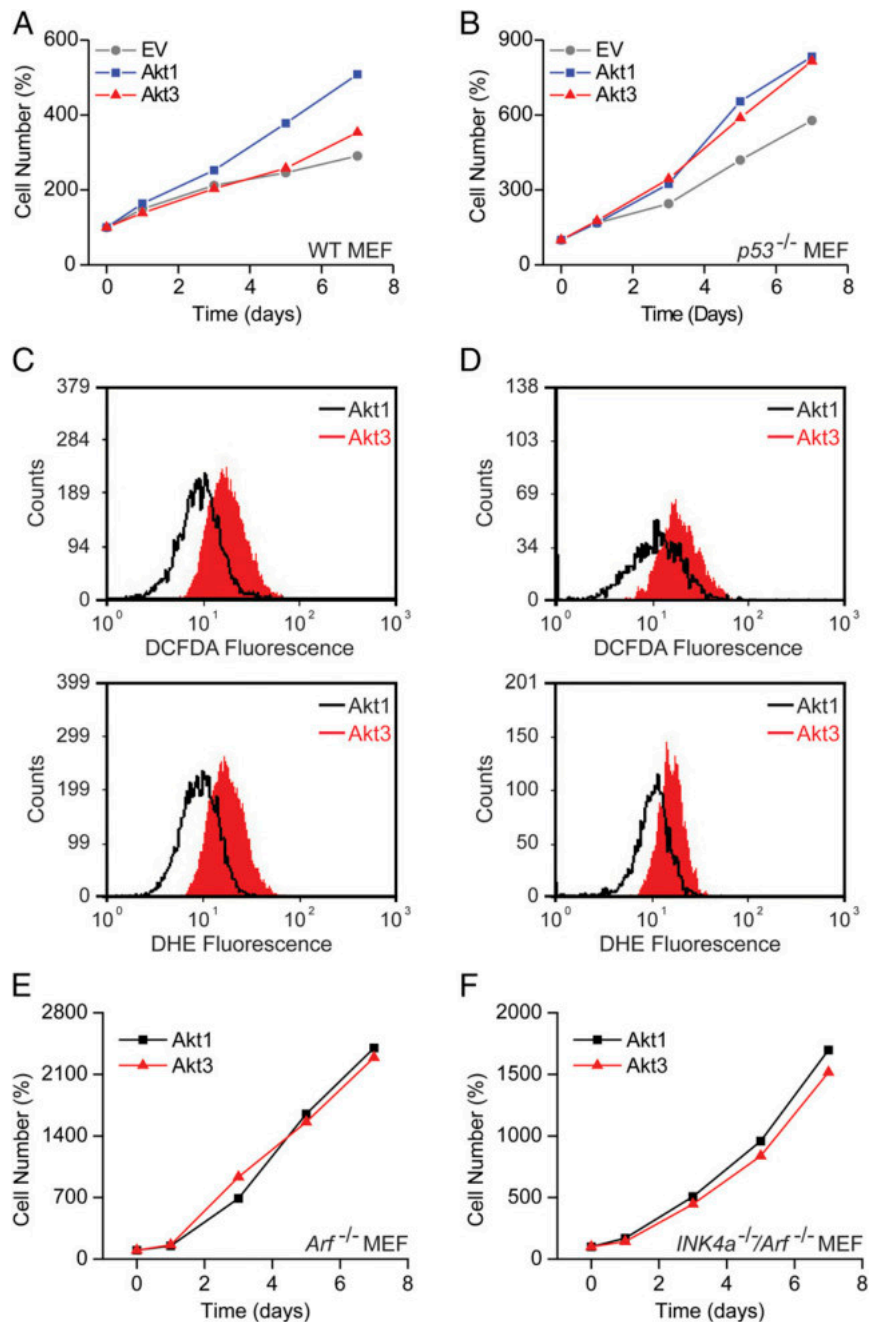 A
600
400
200
0
Cell Number (%)
EV
Akt1
Akt3
WT MEF
0 2 4 6 8
Time (days)
B
900
600
300
0
Cell Number (%)
EV
Akt1
Akt3
p53-/- MEF
0 2 4 6 8
Time (Days)
C
379
284
189
94
0
Counts
Akt1
Akt3
10^0 10^1 10^2 10^3
DCFDA Fluorescence
399
299
199
99
0
Counts
Akt1
Akt3
10^0 10^1 10^2 10^3
DHE Fluorescence
D
138
103
69
34
0
Counts
Akt1
Akt3
10^0 10^1 10^2 10^3
DCFDA Fluorescence
201
150
100
50
0
Counts
Akt1
Akt3
10^0 10^1 10^2 10^3
DHE Fluorescence
E
2800
2100
1400
700
0
Cell Number (%)
Akt1
Akt3
Arf-/- MEF
0 2 4 6 8
Time (days)
F
2000
1500
1000
500
0
Cell Number (%)
Akt1
Akt3
INK4a-/-/Arf-/- MEF
0 2 4 6 8
Time (days)